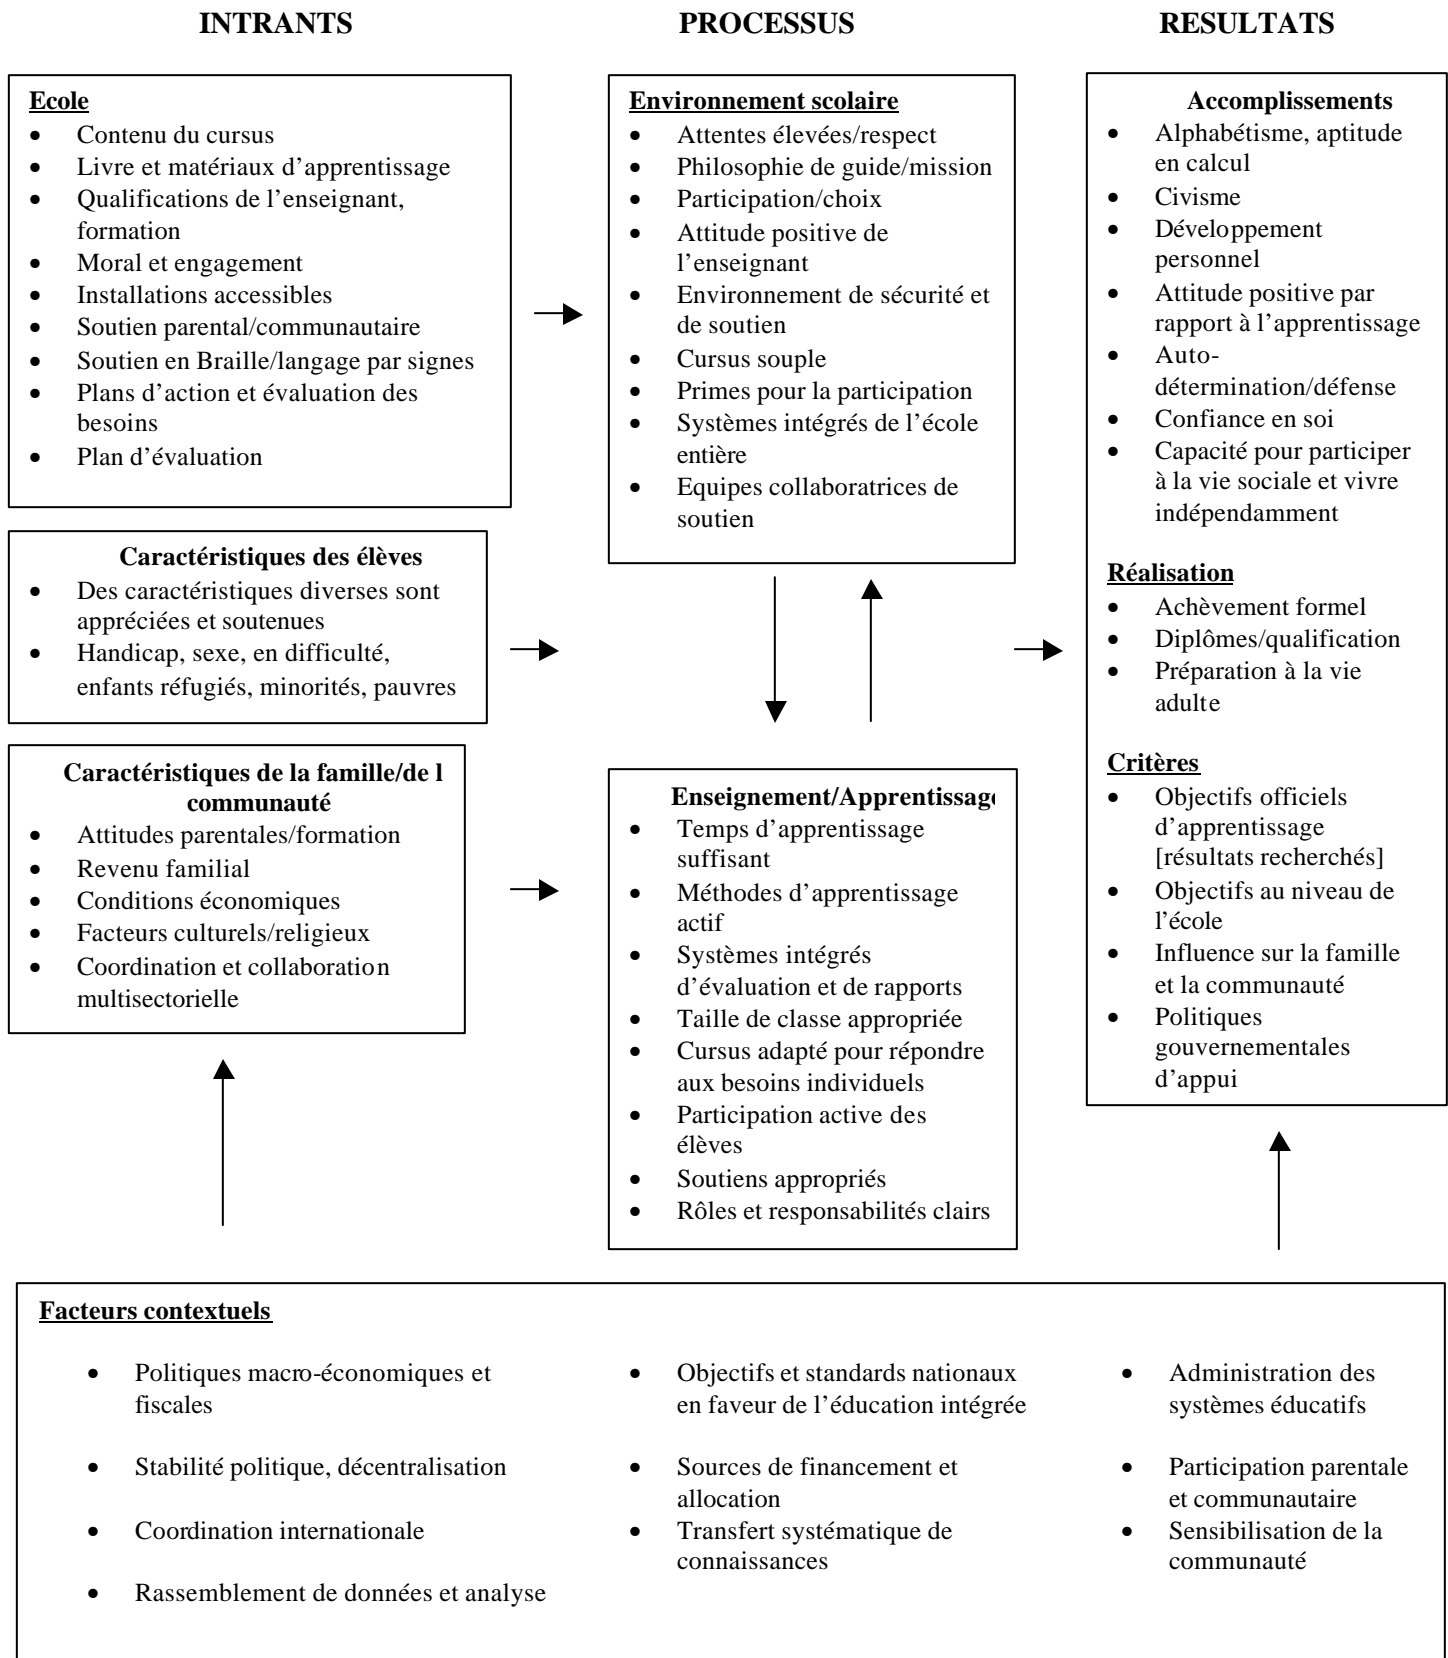 INTRANTS
PROCESSUS
RESULTATS
Ecole
• Contenu du cursus
• Livre et matériaux d’apprentissage
• Qualifications de l’enseignant,
formation
• Moral et engagement
• Installations accessibles
• Soutien parental/communautaire
• Soutien en Braille/langage par signes
• Plans d’action et évaluation des
besoins
• Plan d’évaluation
Caractéristiques des élèves
• Des caractéristiques diverses sont
appréciées et soutenues
• Handicap, sexe, en difficulté,
enfants réfugiés, minorités, pauvres
Caractéristiques de la famille/de l
communauté
• Attitudes parentales/formation
• Revenu familial
• Conditions économiques
• Facteurs culturels/religieux
• Coordination et collaboration
multisectorielle
Environnement scolaire
• Attentes élevées/respect
• Philosophie de guide/mission
• Participation/choix
• Attitude positive de
l’enseignant
• Environnement de sécurité et
de soutien
• Cursus souple
• Primes pour la participation
• Systèmes intégrés de l’école
entière
• Equipes collaboratrices de
soutien
Enseignement/Apprentissage
• Temps d’apprentissage
suffisant
• Méthodes d’apprentissage
actif
• Systèmes intégrés
d’évaluation et de rapports
• Taille de classe appropriée
• Cursus adapté pour répondre
aux besoins individuels
• Participation active des
élèves
• Soutiens appropriés
• Rôles et responsabilités clairs
Accomplissements
• Alphabétisme, aptitude
en calcul
• Civisme
• Développement
personnel
• Attitude positive par
rapport à l’apprentissage
• Auto-
détermination/défense
• Confiance en soi
• Capacité pour participer
à la vie sociale et vivre
indépendamment
Réalisation
• Achèvement formel
• Diplômes/qualification
• Préparation à la vie
adulte
Critères
• Objectifs officiels
d’apprentissage
[résultats recherchés]
• Objectifs au niveau de
l’école
• Influence sur la famille
et la communauté
• Politiques
gouvernementales
d’appui
Facteurs contextuels
• Politiques macro-économiques et
fiscales
• Stabilité politique, décentralisation
• Coordination internationale
• Rassemblement de données et analyse
• Objectifs et standards nationaux
en faveur de l’éducation intégrée
• Sources de financement et
allocation
• Transfert systématique de
connaissances
• Administration des
systèmes éducatifs
• Participation parentale
et communautaire
• Sensibilisation de la
communauté